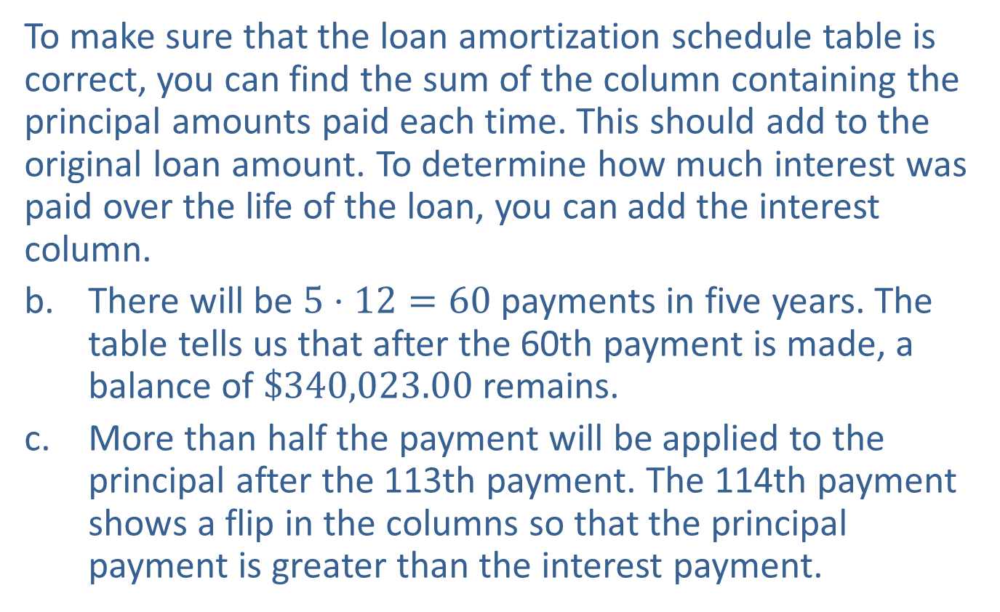 To make sure that the loan amortization schedule table is
correct, you can find the sum of the column containing the
principal amounts paid each time. This should add to the
original loan amount. To determine how much interest was
paid over the life of the loan, you can add the interest
column.
b. There will be 5 · 12 = 60 payments in five years. The
table tells us that after the 60th payment is made, a
balance of $340,023.00 remains.
c. More than half the payment will be applied to the
principal after the 113th payment. The 114th payment
shows a flip in the columns so that the principal
payment is greater than the interest payment.